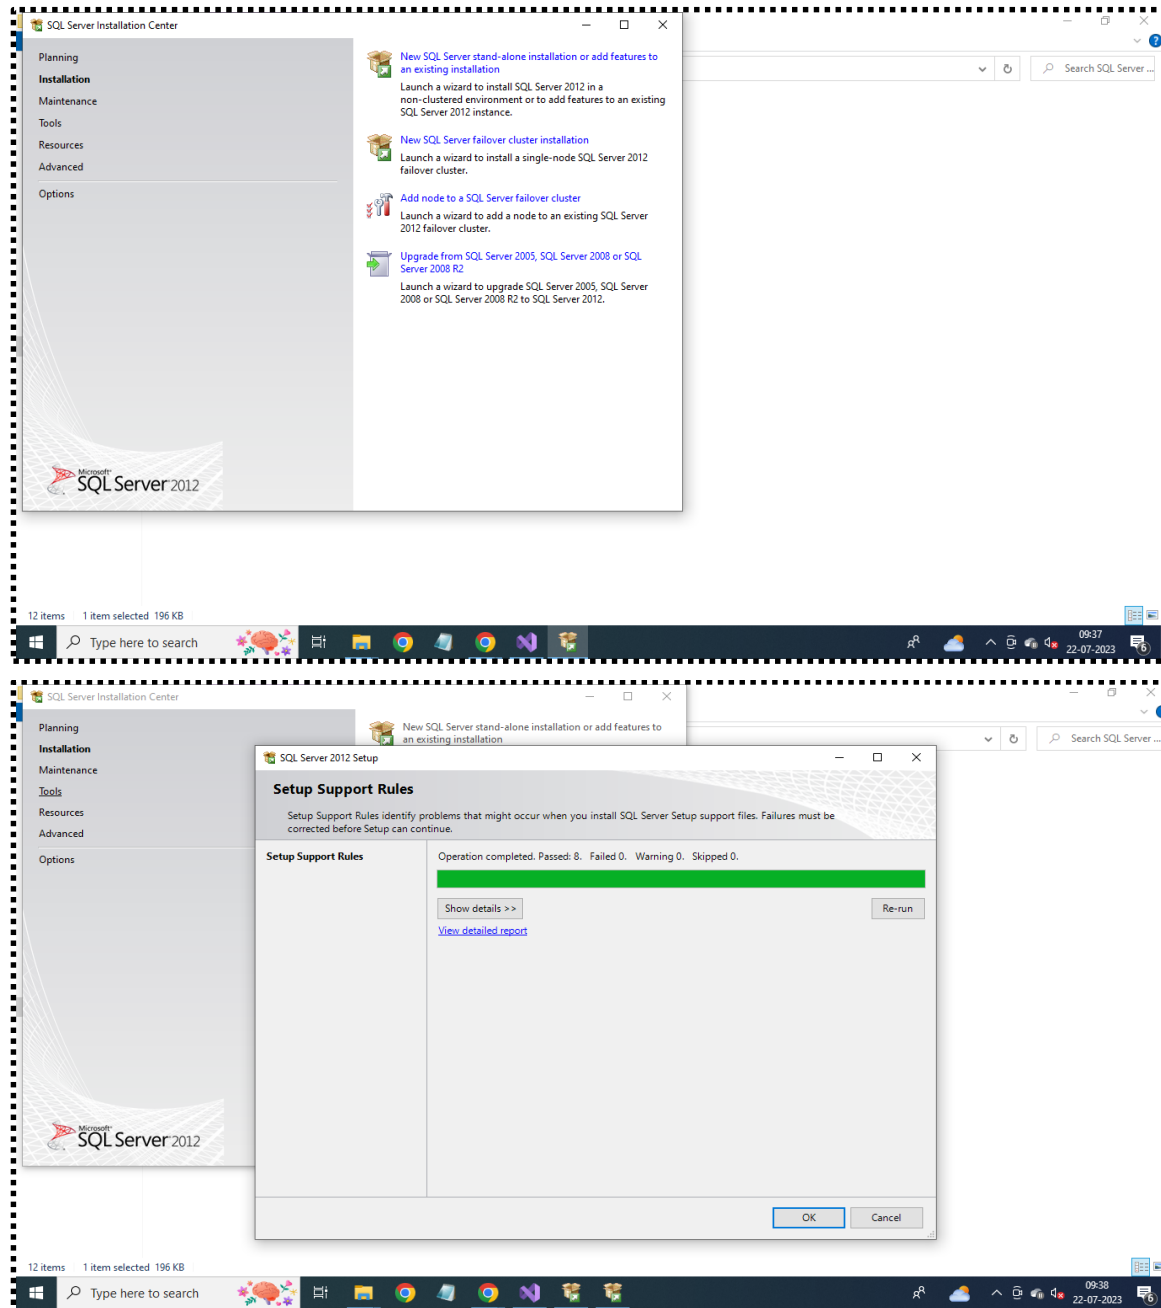 SQL Server Installation Center
Planning
Installation
Maintenance
Tools
Resources
Advanced
Options
New SQL Server stand-alone installation or add features to
an existing installation
Launch a wizard to install SQL Server 2012 in a
non-clustered environment or to add features to an existing
SQL Server 2012 instance.
New SQL Server failover cluster installation
Launch a wizard to install a single-node SQL Server 2012
failover cluster.
Add node to a SQL Server failover cluster
Launch a wizard to add a node to an existing SQL Server
2012 failover cluster.
Upgrade from SQL Server 2005, SQL Server 2008 or SQL
Server 2008 R2
Launch a wizard to upgrade SQL Server 2005, SQL Server
2008 or SQL Server 2008 R2 to SQL Server 2012.
Microsoft
SQL Server 2012
Search SQL Server ...
12 items 1 item selected 196 KB
Type here to search
09:37
22-07-2023
6
SQL Server Installation Center
Planning
Installation
Maintenance
Tools
Resources
Advanced
Options
New SQL Server stand-alone installation or add features to
an existing installation
Search SQL Server ...
SQL Server 2012 Setup
Setup Support Rules
Setup Support Rules identify problems that might occur when you install SQL Server Setup support files. Failures must be
corrected before Setup can continue.
Setup Support Rules
Operation completed. Passed: 8. Failed 0. Warning 0. Skipped 0.
Show details >>
Re-run
View detailed report
OK
Cancel
Microsoft
SQL Server 2012
12 items 1 item selected 196 KB
Type here to search
09:38
22-07-2023
6